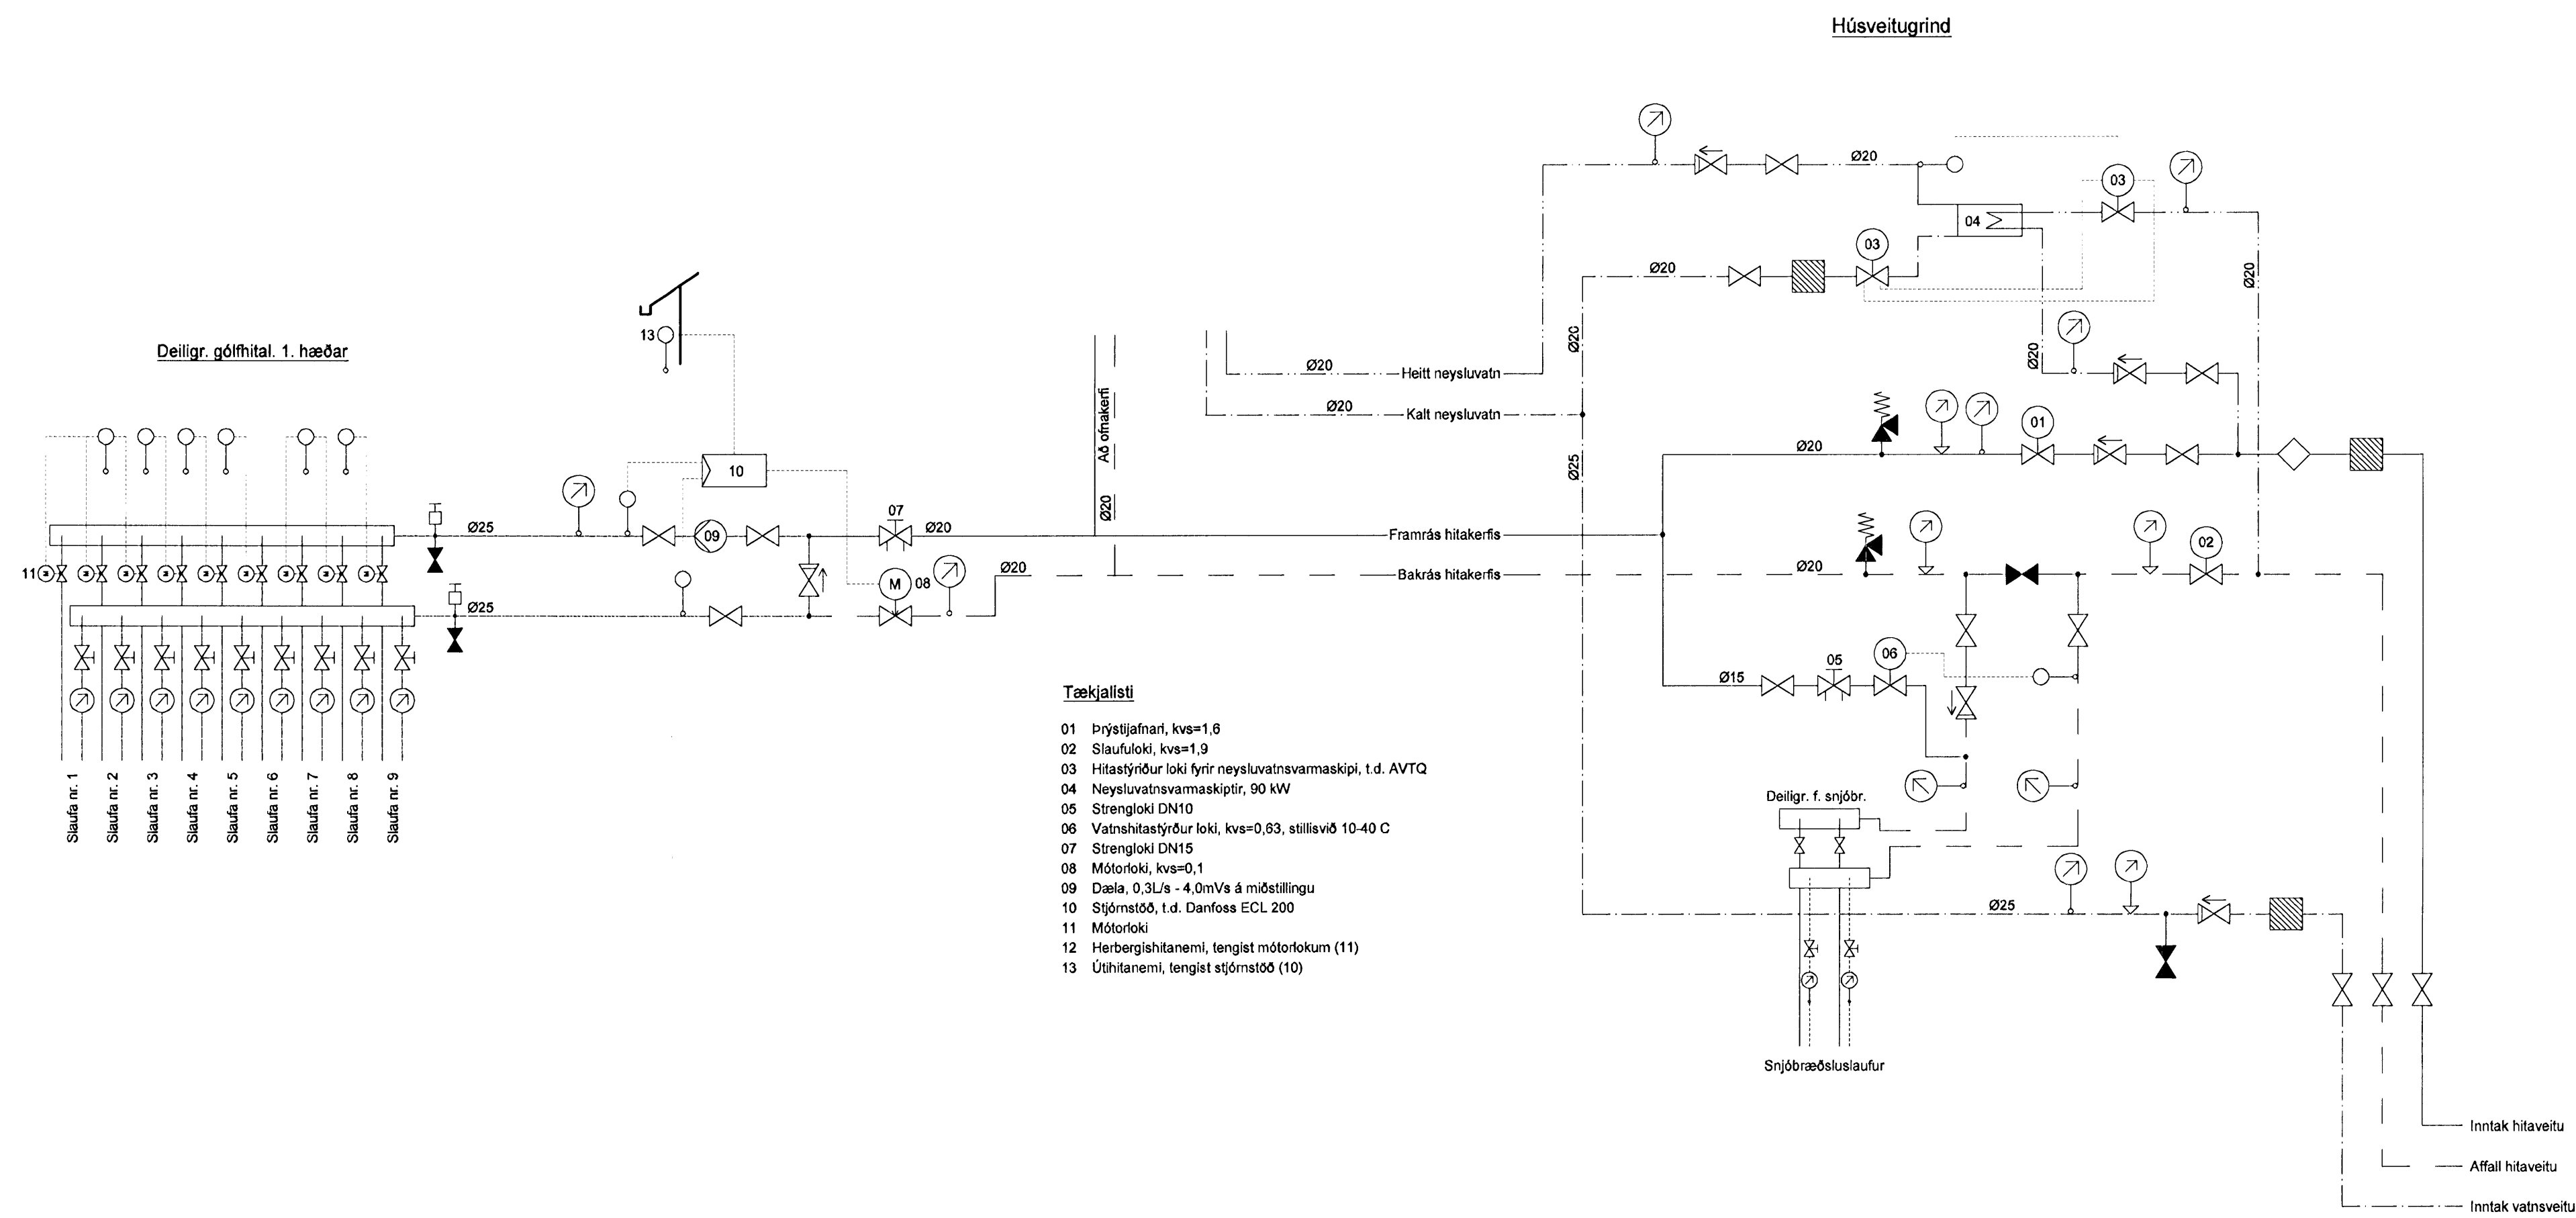 Húsveitugrind
Ø20
03
04
03
Ø20
Ø20
Ø20
Ø20
13
Deiligr. gólfhital. 1. hæðar
Ø20
Heitt neysluvatn
Ø20
Kalt neysluvatn
Að ofnakerfi
Ø20
01
Ø20
Ø25
10
07
Ø25
09
Ø20
Framrás hitakerfis
02
11
M
M
M
M
M
M
M
M
M
M
08
Ø20
Bakrás hitakerfis
Ø20
Ø25
05
06
Ø15
Slaufa nr. 1
Slaufa nr. 2
Slaufa nr. 3
Slaufa nr. 4
Slaufa nr. 5
Slaufa nr. 6
Slaufa nr. 7
Slaufa nr. 8
Slaufa nr. 9
Tækjalisti
01 Þrýstijafnari, kvs=1,6
02 Slaufuloki, kvs=1,9
03 Hitastýriður loki fyrir neysluvatnsvarmaskipi, t.d. AVTQ
04 Neysluvatnsvarmaskiptir, 90 kW
05 Strengloki DN10
06 Vatnshitastýrður loki, kvs=0,63, stillisvið 10-40 C
07 Strengloki DN15
08 Mótorloki, kvs=0,1
09 Dæla, 0,3L/s - 4,0mVs á miðstillingu
10 Stjórnstöð, t.d. Danfoss ECL 200
11 Mótorloki
12 Herbergishitanemi, tengist mótorlokum (11)
13 Útihitanemi, tengist stjórnstöð (10)
Deiligr. f. snjóbr.
Ø25
Snjóbræðsluslaufur
Inntak hitaveitu
Affall hitaveitu
Inntak vatnsveitu